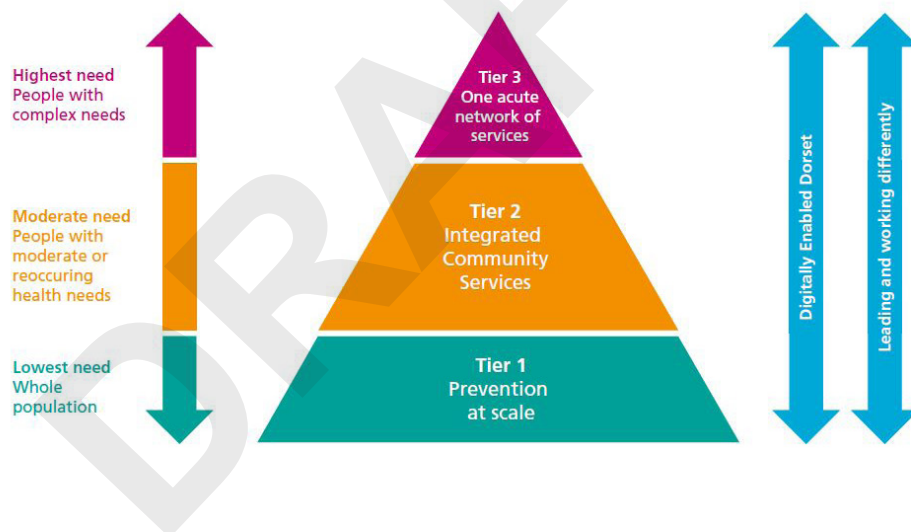 Highest need
People with
complex needs
Moderate need
People with
moderate or
reoccuring
health needs
Lowest need
Whole
population
Tier 3
One acute
network of
services
Tier 2
Integrated
Community
Services
Tier 1
Prevention
at scale
Digitally Enabled Dorset
Leading and working differently
DRAF